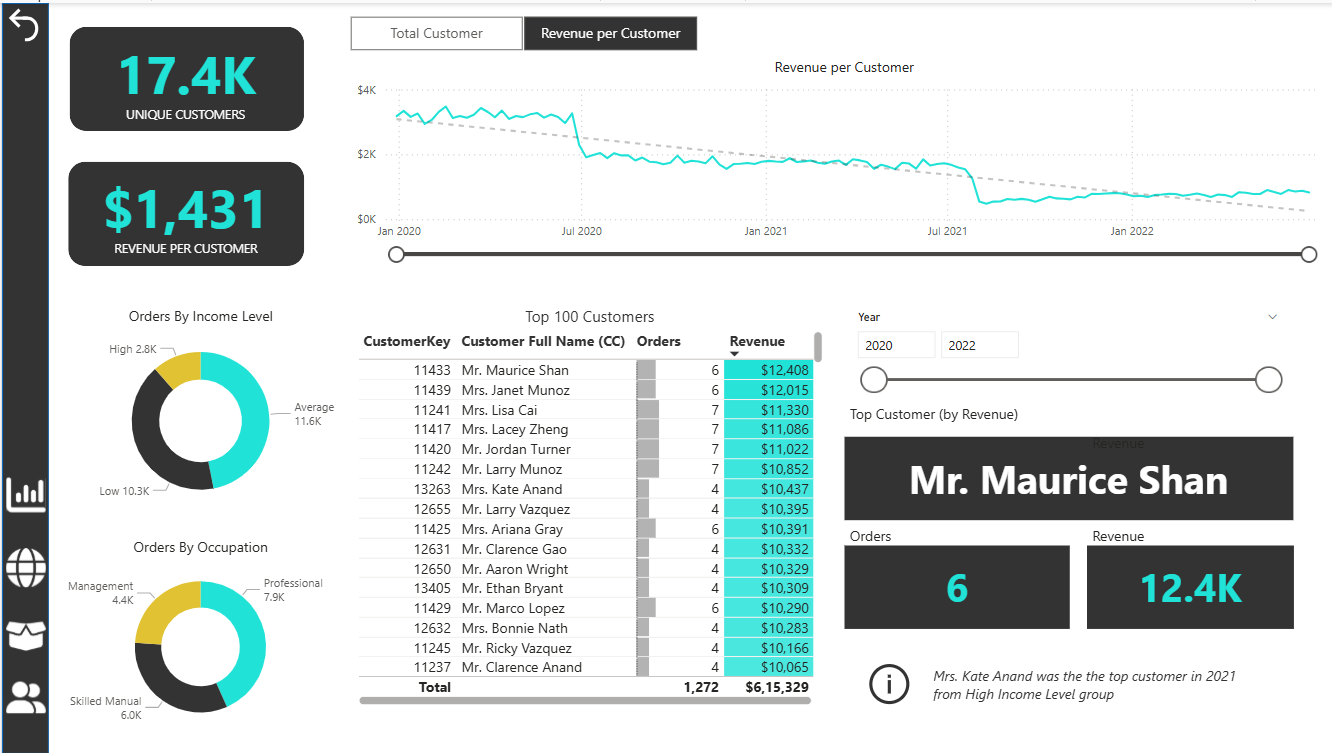 17.4K
UNIQUE CUSTOMERS
$1,431
REVENUE PER CUSTOMER
Total Customer
Revenue per Customer
Revenue per Customer
$4K
$2K
$0K
Jan 2020 Jul 2020 Jan 2021 Jul 2021 Jan 2022
Orders By Income Level
High 2.8K
Average
11.6K
Low 10.3K
Orders By Occupation
Management
4.4K
Professional
7.9K
Skilled Manual
6.0K
Top 100 Customers
CustomerKey Customer Full Name (CC) Orders Revenue
11433 Mr. Maurice Shan 6 $12,408
11439 Mrs. Janet Munoz 6 $12,015
11241 Mrs. Lisa Cai 7 $11,330
11417 Mrs. Lacey Zheng 7 $11,086
11420 Mr. Jordan Turner 7 $11,022
11242 Mr. Larry Munoz 7 $10,852
13263 Mrs. Kate Anand 4 $10,437
12655 Mr. Larry Vazquez 4 $10,395
11425 Mrs. Ariana Gray 6 $10,391
12631 Mr. Clarence Gao 4 $10,332
12650 Mr. Aaron Wright 4 $10,329
13405 Mr. Ethan Bryant 4 $10,309
11429 Mr. Marco Lopez 6 $10,290
12632 Mrs. Bonnie Nath 4 $10,283
11245 Mr. Ricky Vazquez 4 $10,166
11237 Mr. Clarence Anand 4 $10,065
Total 1,272 $6,15,329
Year
2020 2022
Top Customer (by Revenue)
Revenue
Mr. Maurice Shan
Orders
6
Revenue
12.4K
i
Mrs. Kate Anand was the the top customer in 2021
from High Income Level group